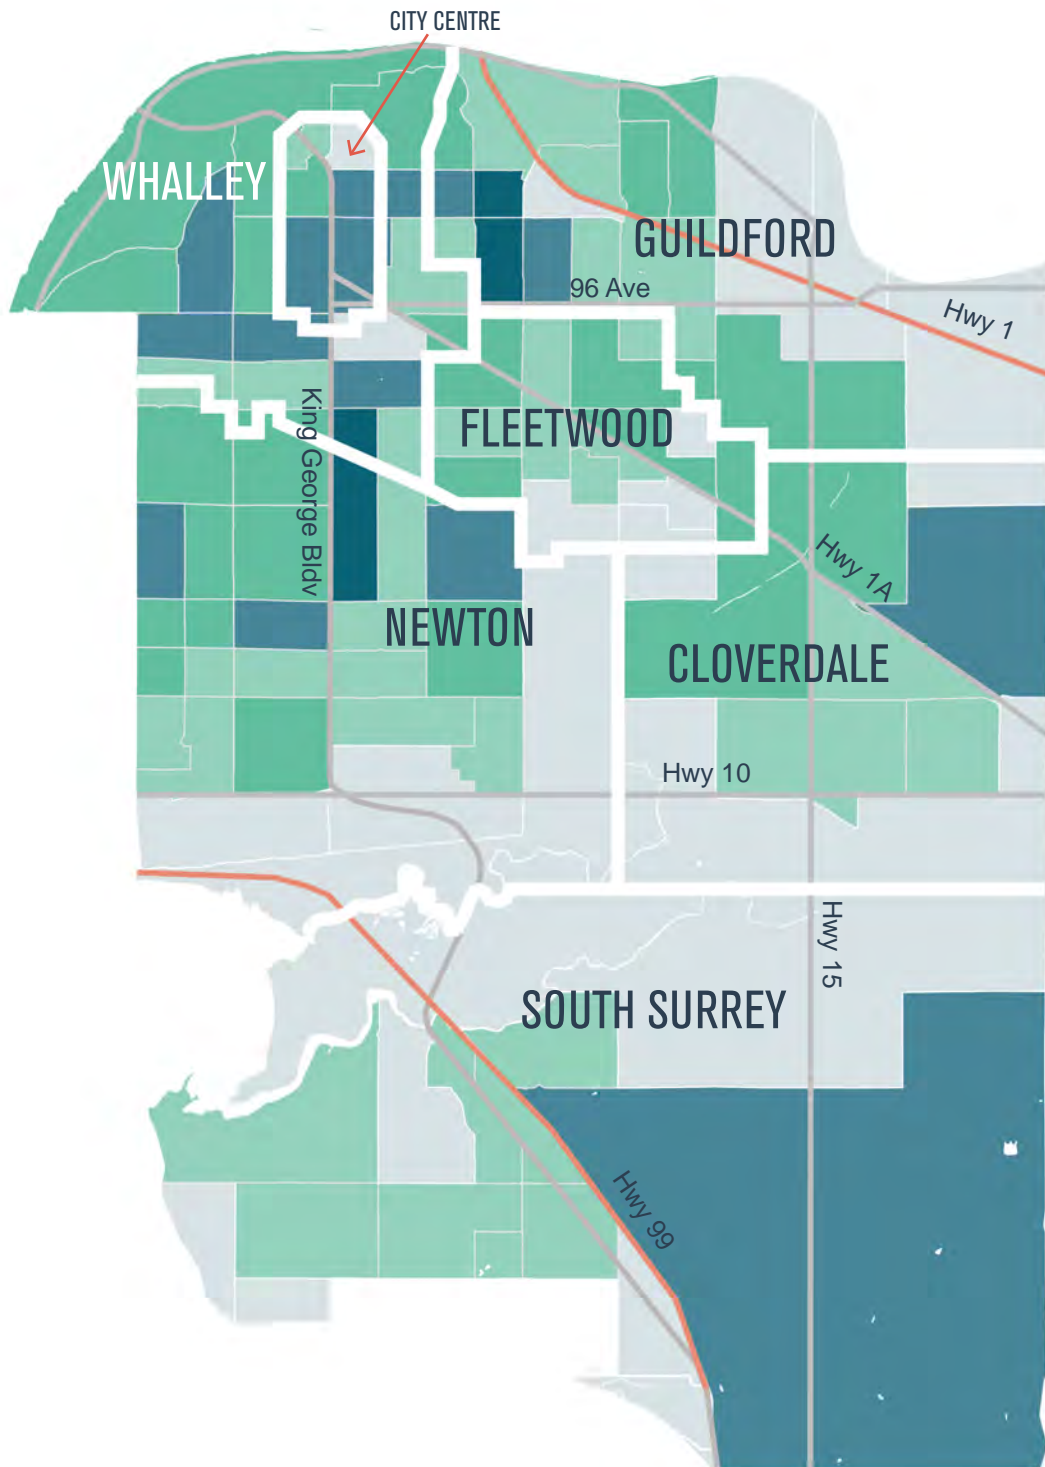 CITY CENTRE
WHALLEY
GUILDFORD
96 Ave
Hwy 1
King George Bldv
FLEETWOOD
Hwy 1A
NEWTON
CLOVERDALE
Hwy 10
Hwy 15
SOUTH SURREY
Hwy 99